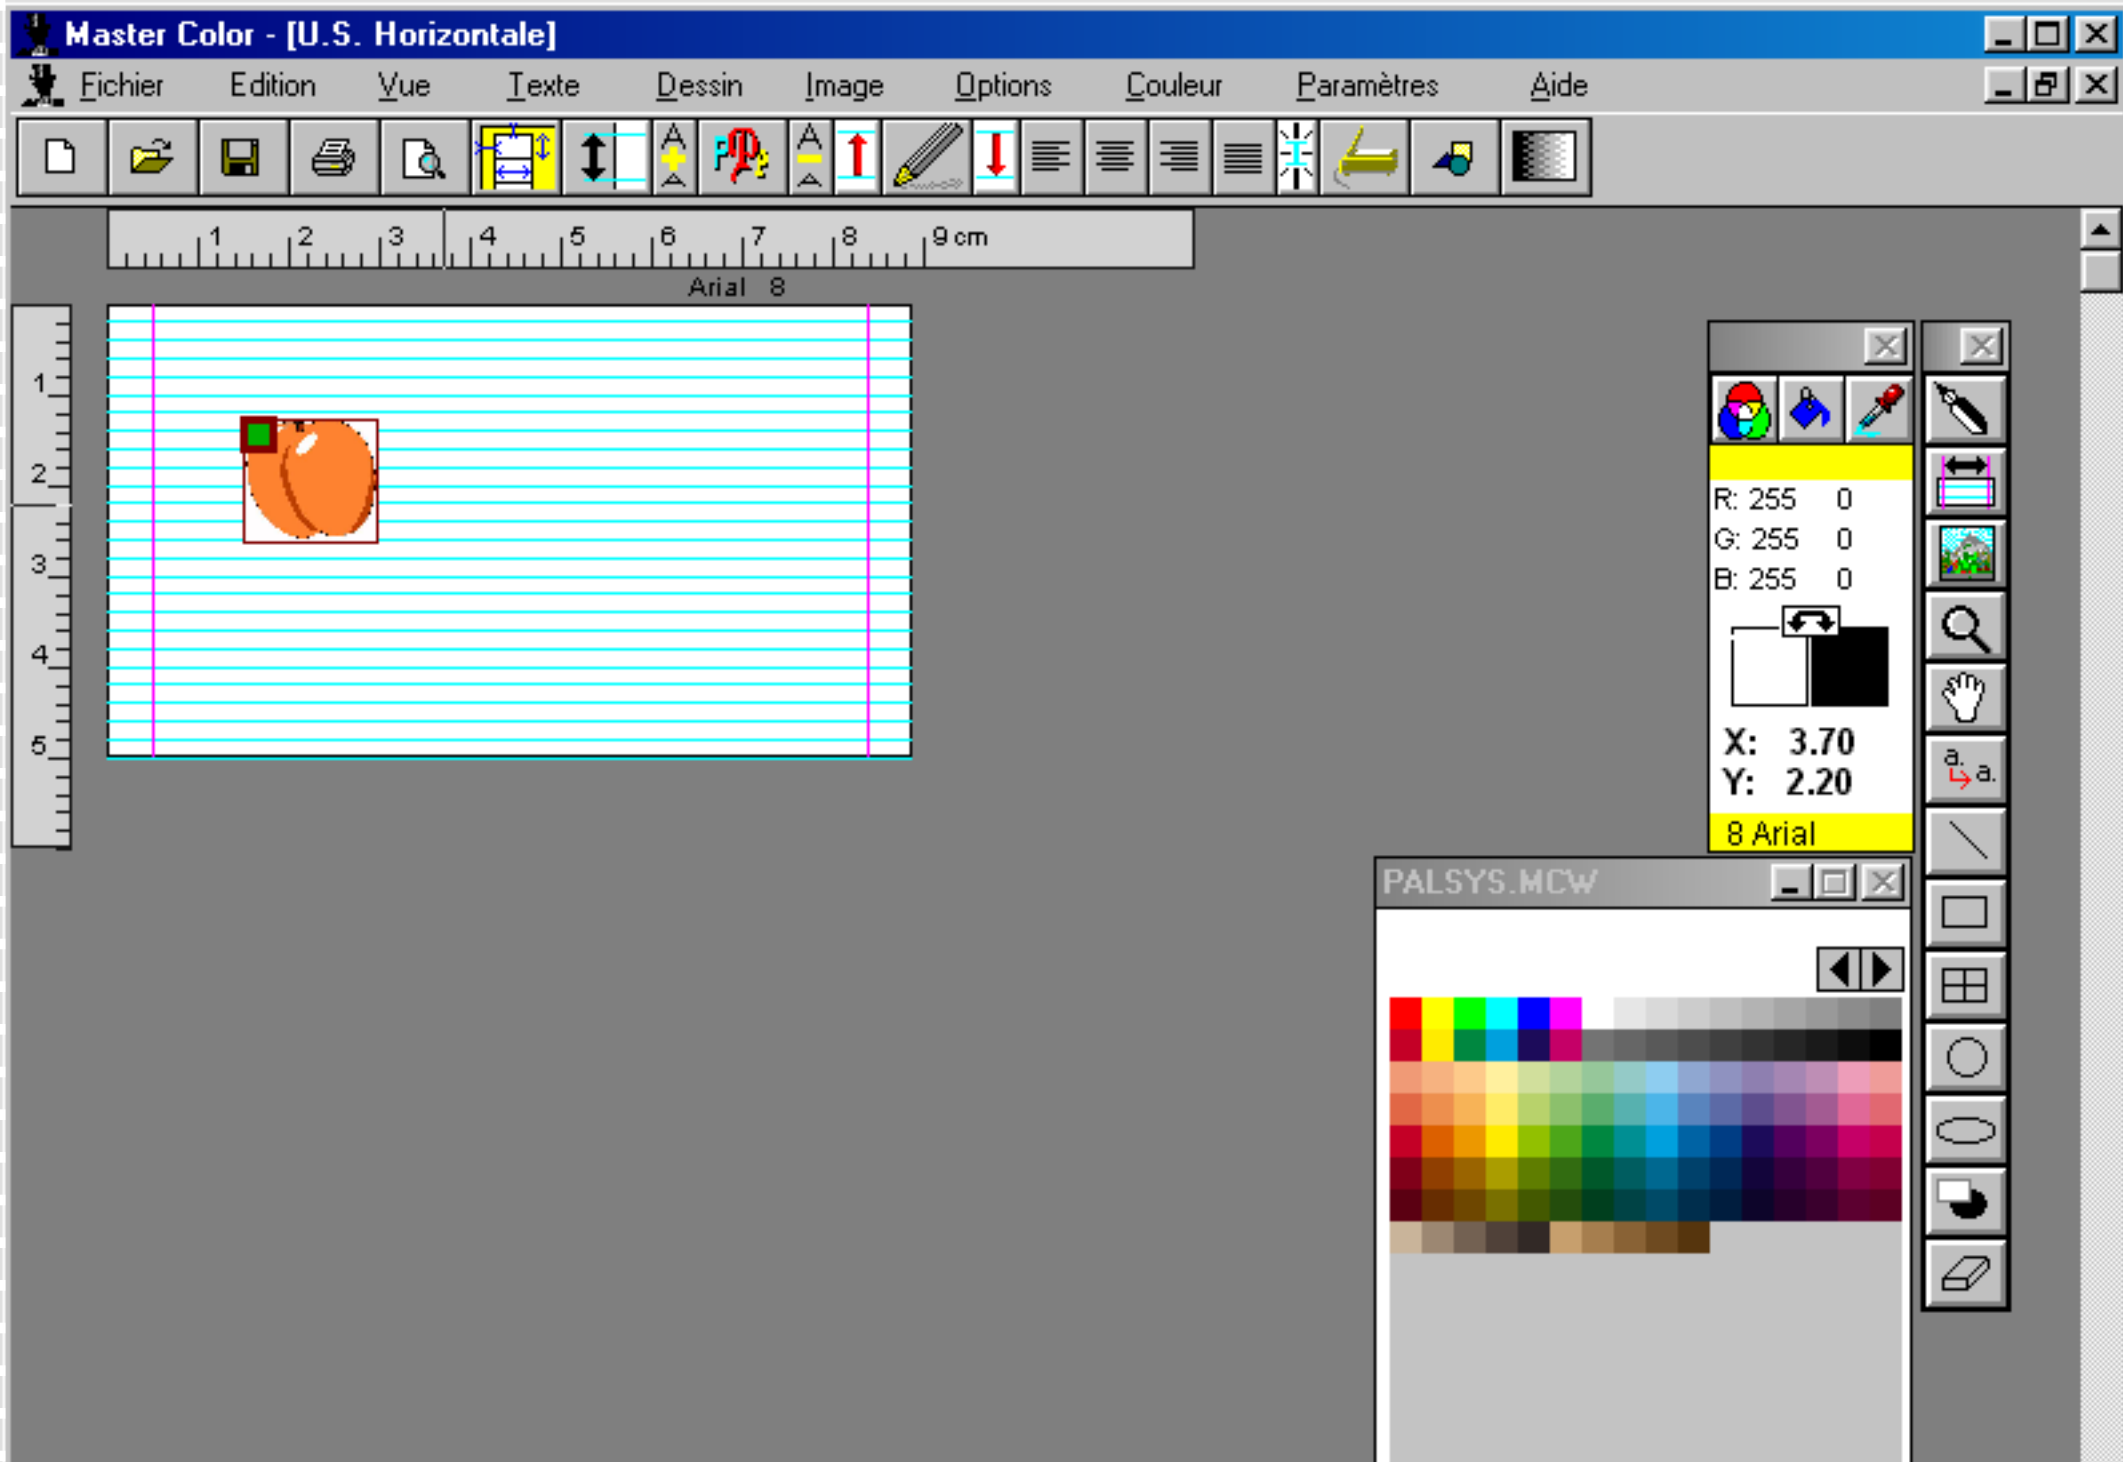 Master Color - [U.S. Horizontale]
Fichier Edition Vue Texte Dessin Image Options Couleur Paramètres Aide
1 2 3 4 5 6 7 8 9 cm
Arial 8
1
2
3
4
5
R: 255 0
G: 255 0
B: 255 0
X: 3.70
Y: 2.20
8 Arial
a. a.
PALSYS.MCW